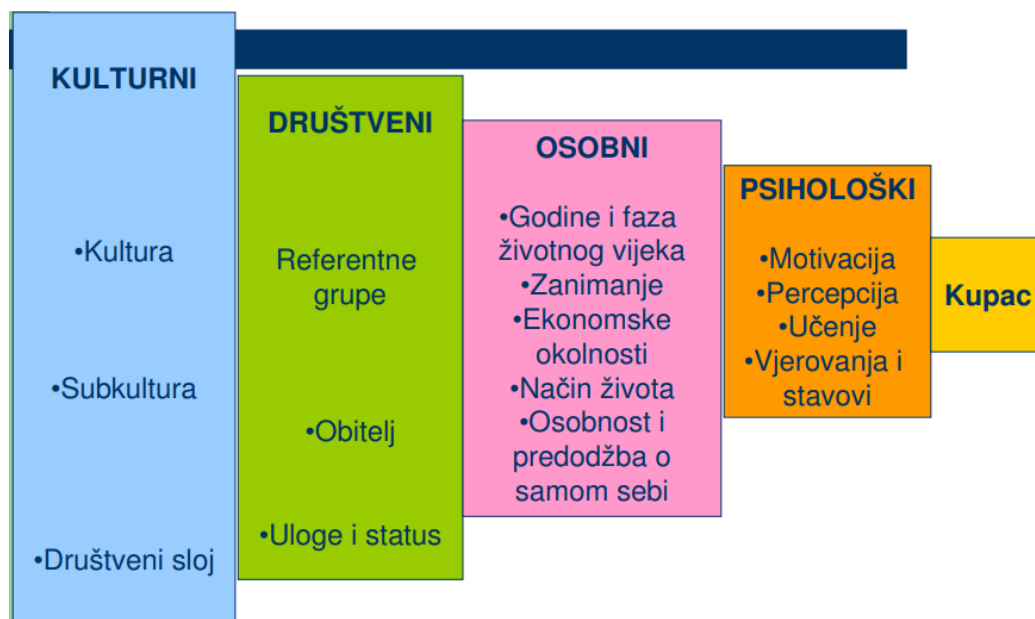 KULTURNI
•Kultura
•Subkultura
•Društveni sloj
DRUŠTVENI
Referentne
grupe
•Obitelj
•Uloge i status
OSOBNI
•Godine i faza
životnog vijeka
•Zanimanje
•Ekonomske
okolnosti
•Način života
•Osobnost i
predodžba o
samom sebi
PSIHOLOŠKI
•Motivacija
•Percepcija
•Učenje
•Vjerovanja i
stavovi
Kupac